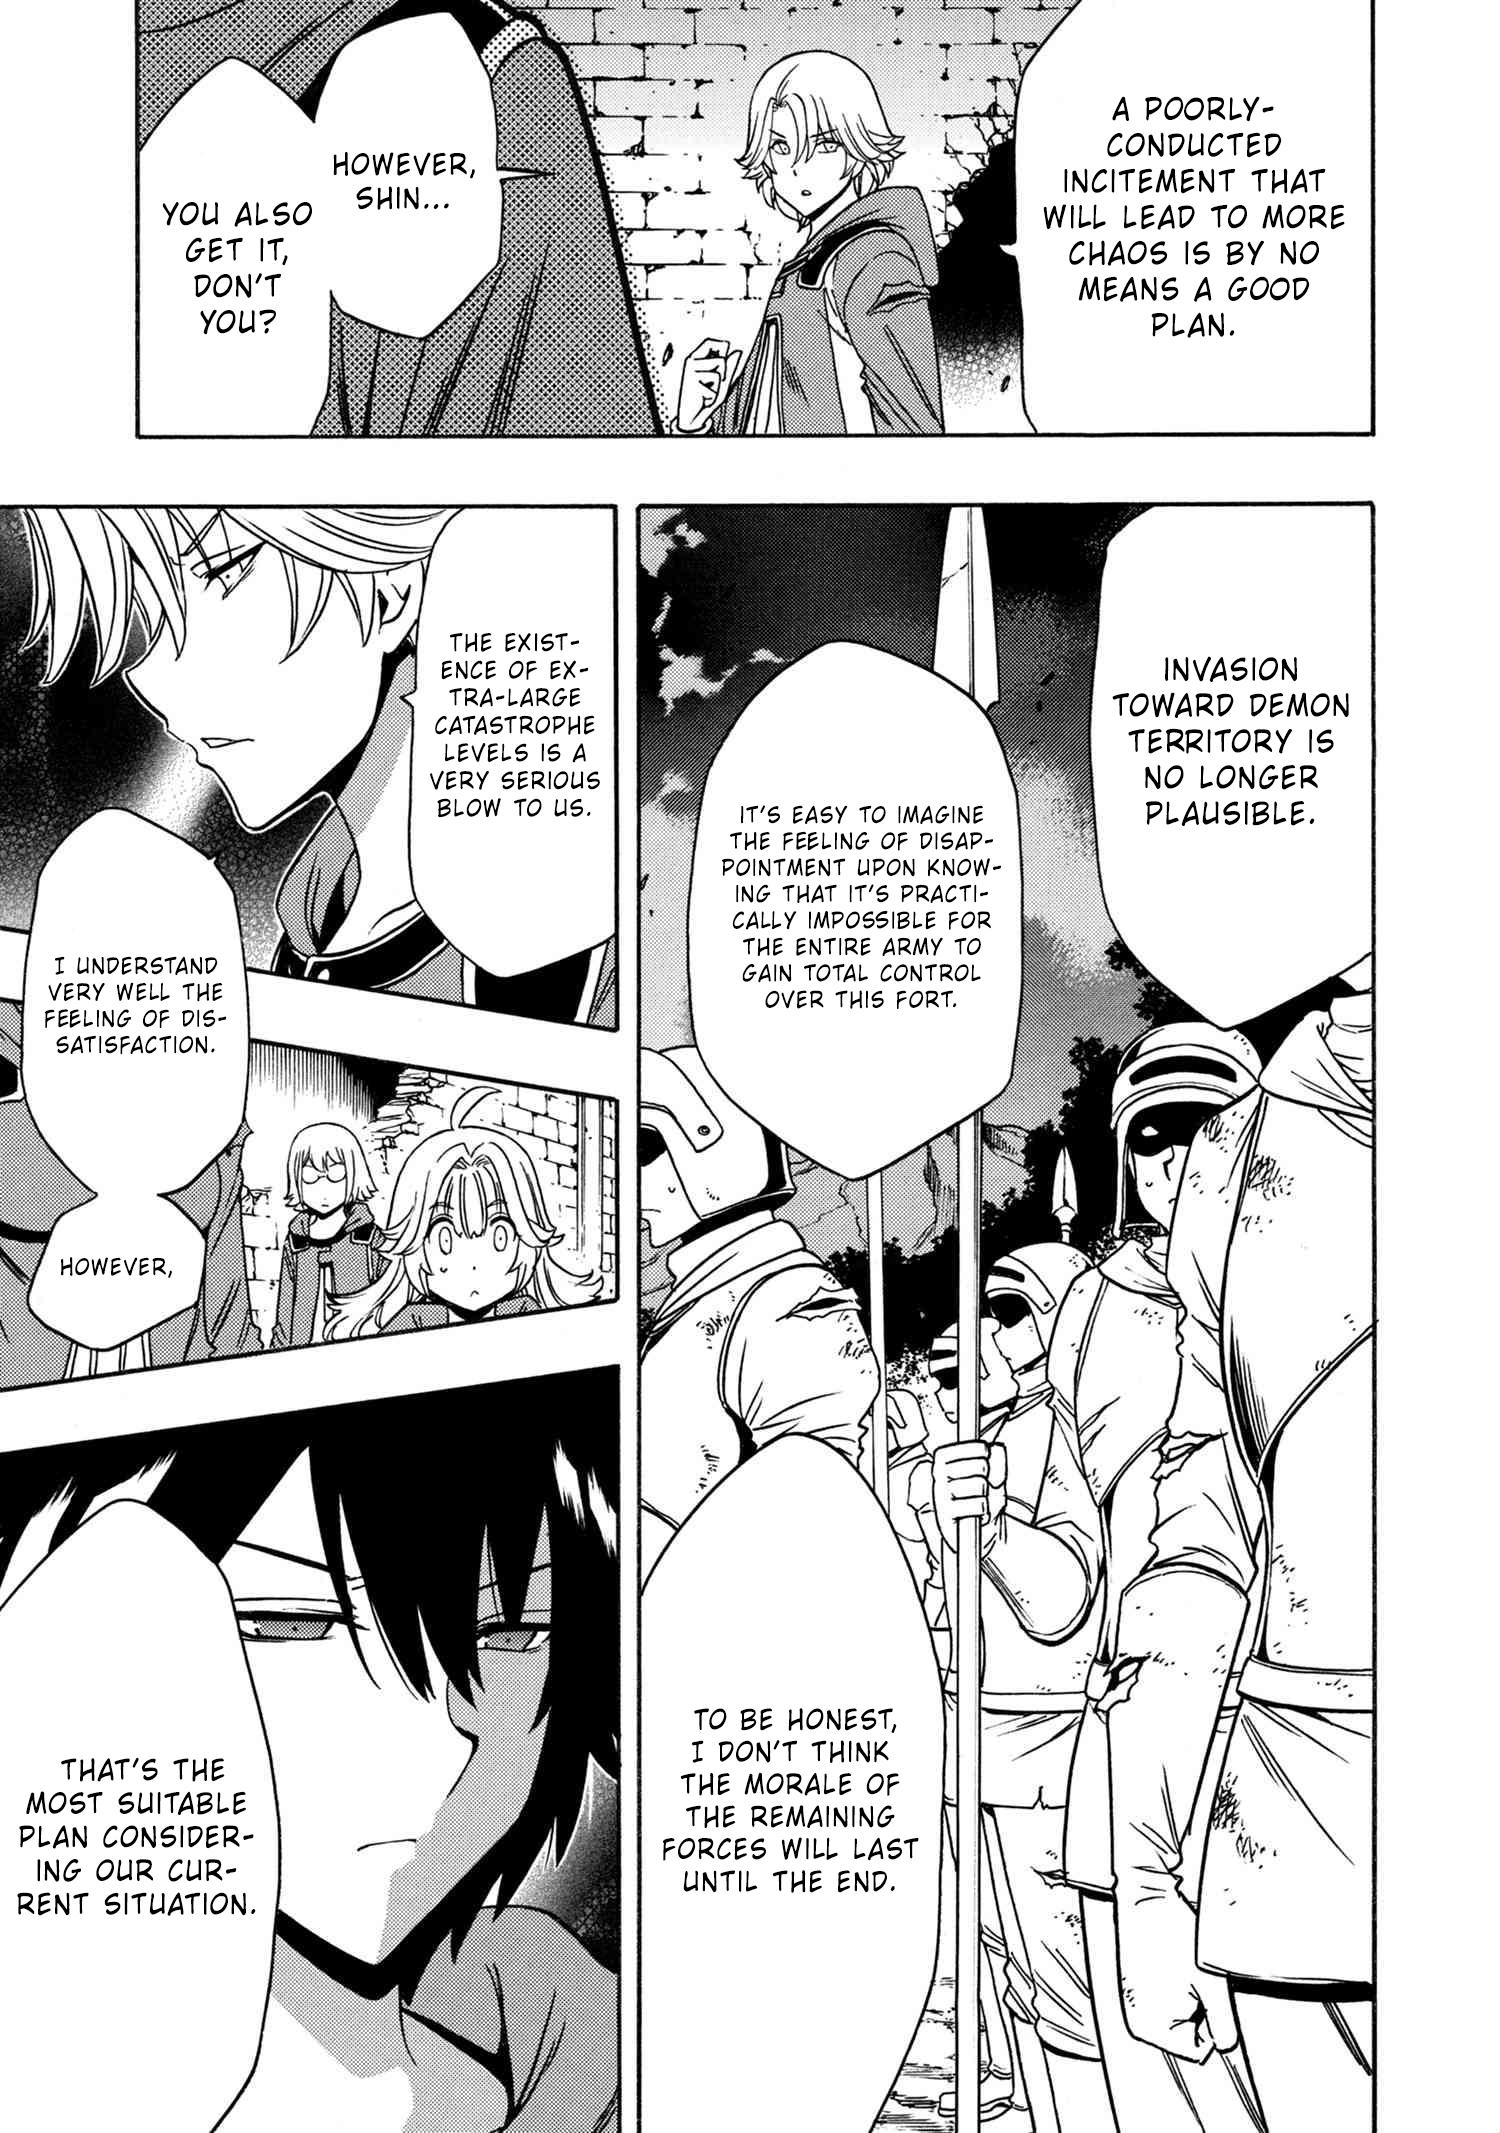 A POORLY-
CONDUCTED
INCITEMENT THAT
WILL LEAD TO MORE
CHAOS IS BY NO
MEANS A GOOD
PLAN.
HOWEVER,
SHIN...
YOU ALSO
GET IT,
DON'T
YOU?
INVASION
TOWARD DEMON
TERRITORY IS
NO LONGER
PLAUSIBLE.
IT'S EASY TO IMAGINE
THE FEELING OF DISAP-
POINTMENT UPON KNOW-
ING THAT IT'S PRACTI-
CALLY IMPOSSIBLE FOR
THE ENTIRE ARMY TO
GAIN TOTAL CONTROL
OVER THIS FORT.
TO BE HONEST,
I DON'T THINK
THE MORALE OF
THE REMAINING
FORCES WILL LAST
UNTIL THE END.
THE EXIST-
ENCE OF EX-
TRA-LARGE
CATASTROPHE
LEVELS IS A
VERY SERIOUS
BLOW TO US.
I UNDERSTAND
VERY WELL THE
FEELING OF DIS-
SATISFACTION.
HOWEVER,
THAT'S THE
MOST SUITABLE
PLAN CONSIDER-
ING OUR CUR-
RENT SITUATION.